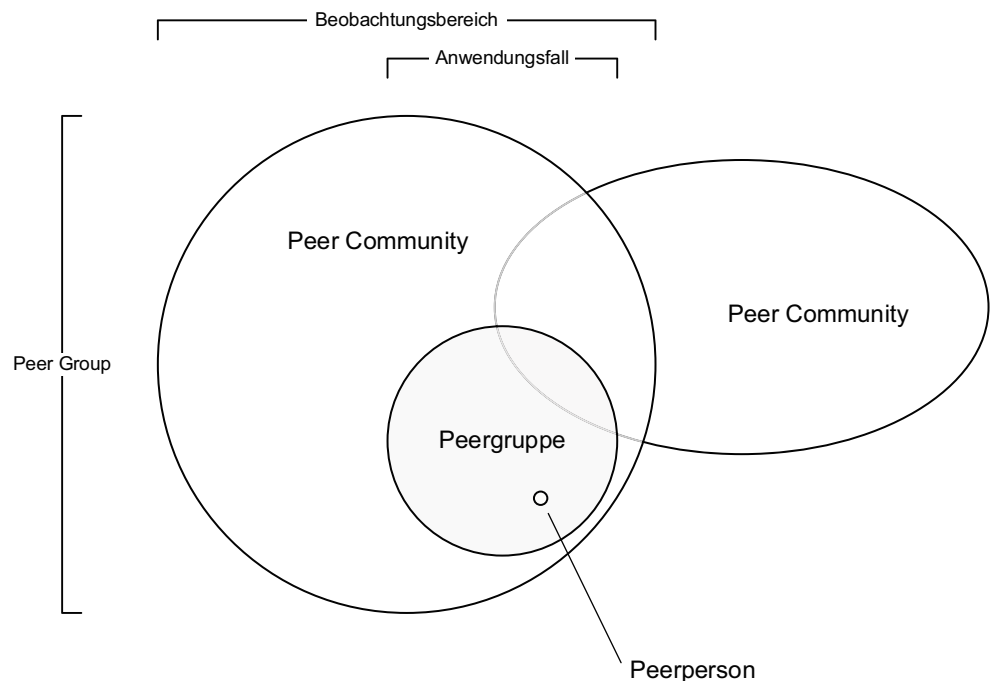 Beobachtungsbereich
Anwendungsfall
Peer Community
Peer Community
Peer Group
Peergruppe
Peerperson